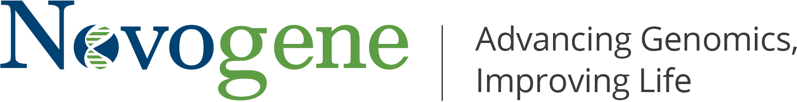 Novogene
Advancing Genomics,
Improving Life